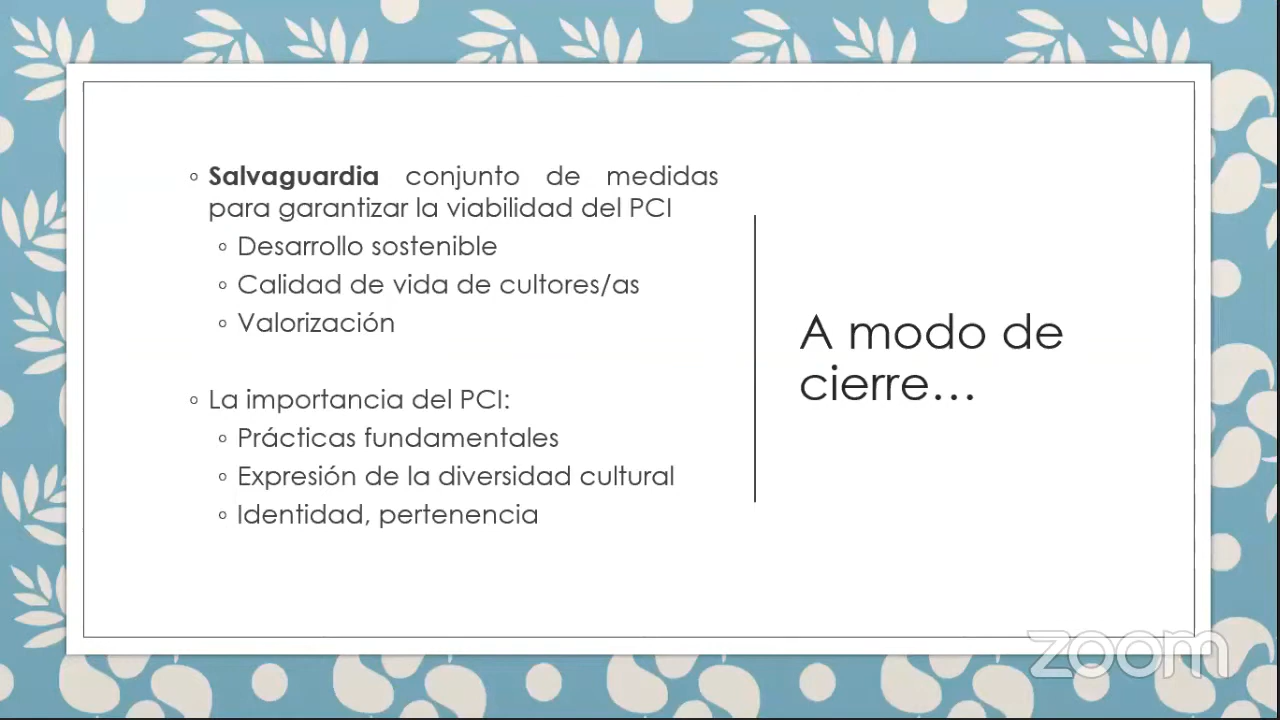 ◦ Salvaguardia conjunto de medidas
para garantizar la viabilidad del PCI
◦ Desarrollo sostenible
◦ Calidad de vida de cultores/as
◦ Valorización
◦ La importancia del PCI:
◦ Prácticas fundamentales
◦ Expresión de la diversidad cultural
◦ Identidad, pertenencia
A modo de
cierre…
zoom